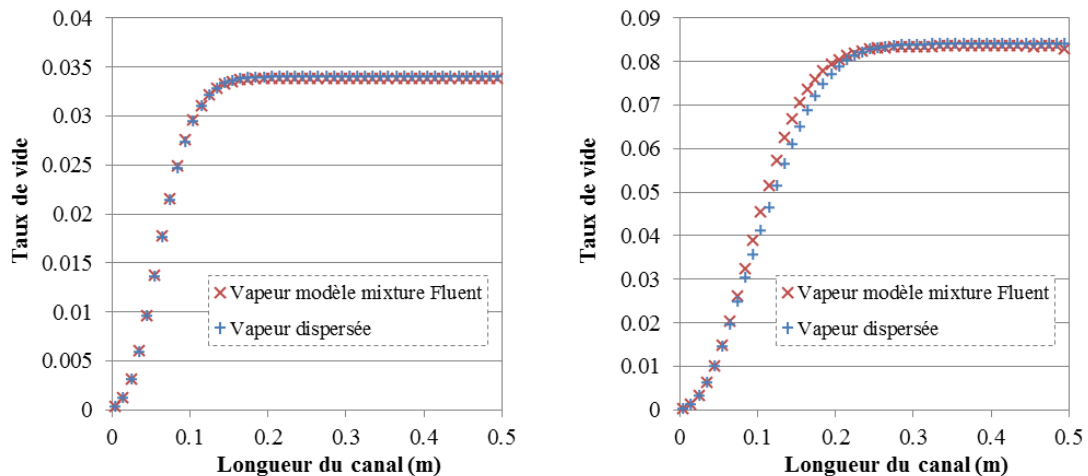 0.04
0.035
0.03
0.025
0.02
0.015
0.01
0.005
0
Taux de vide
Vapeur modèle mixture Fluent
Vapeur dispersée
0 0.1 0.2 0.3 0.4 0.5
Longueur du canal (m)
0.09
0.08
0.07
0.06
0.05
0.04
0.03
0.02
0.01
0
Taux de vide
Vapeur modèle mixture Fluent
Vapeur dispersée
0 0.1 0.2 0.3 0.4 0.5
Longueur du canal (m)